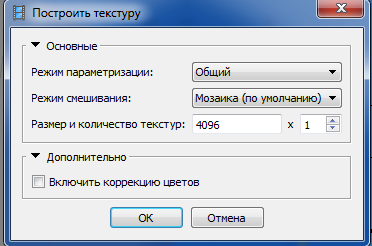 Построить текстуру
Основные
Режим параметризации: Общий
Режим смешивания: Мозаика (по умолчанию)
Размер и количество текстур: 4096 x 1
Дополнительно
Включить коррекцию цветов
OK Отмена